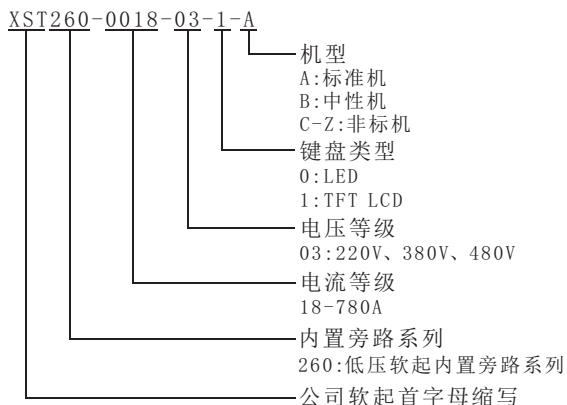 XST260-0018-03-1-A
机型
A:标准机
B:中性机
C-Z:非标机
键盘类型
0:LED
1:TFT LCD
电压等级
03:220V、380V、480V
电流等级
18-780A
内置旁路系列
260:低压软起内置旁路系列
公司软起首字母缩写